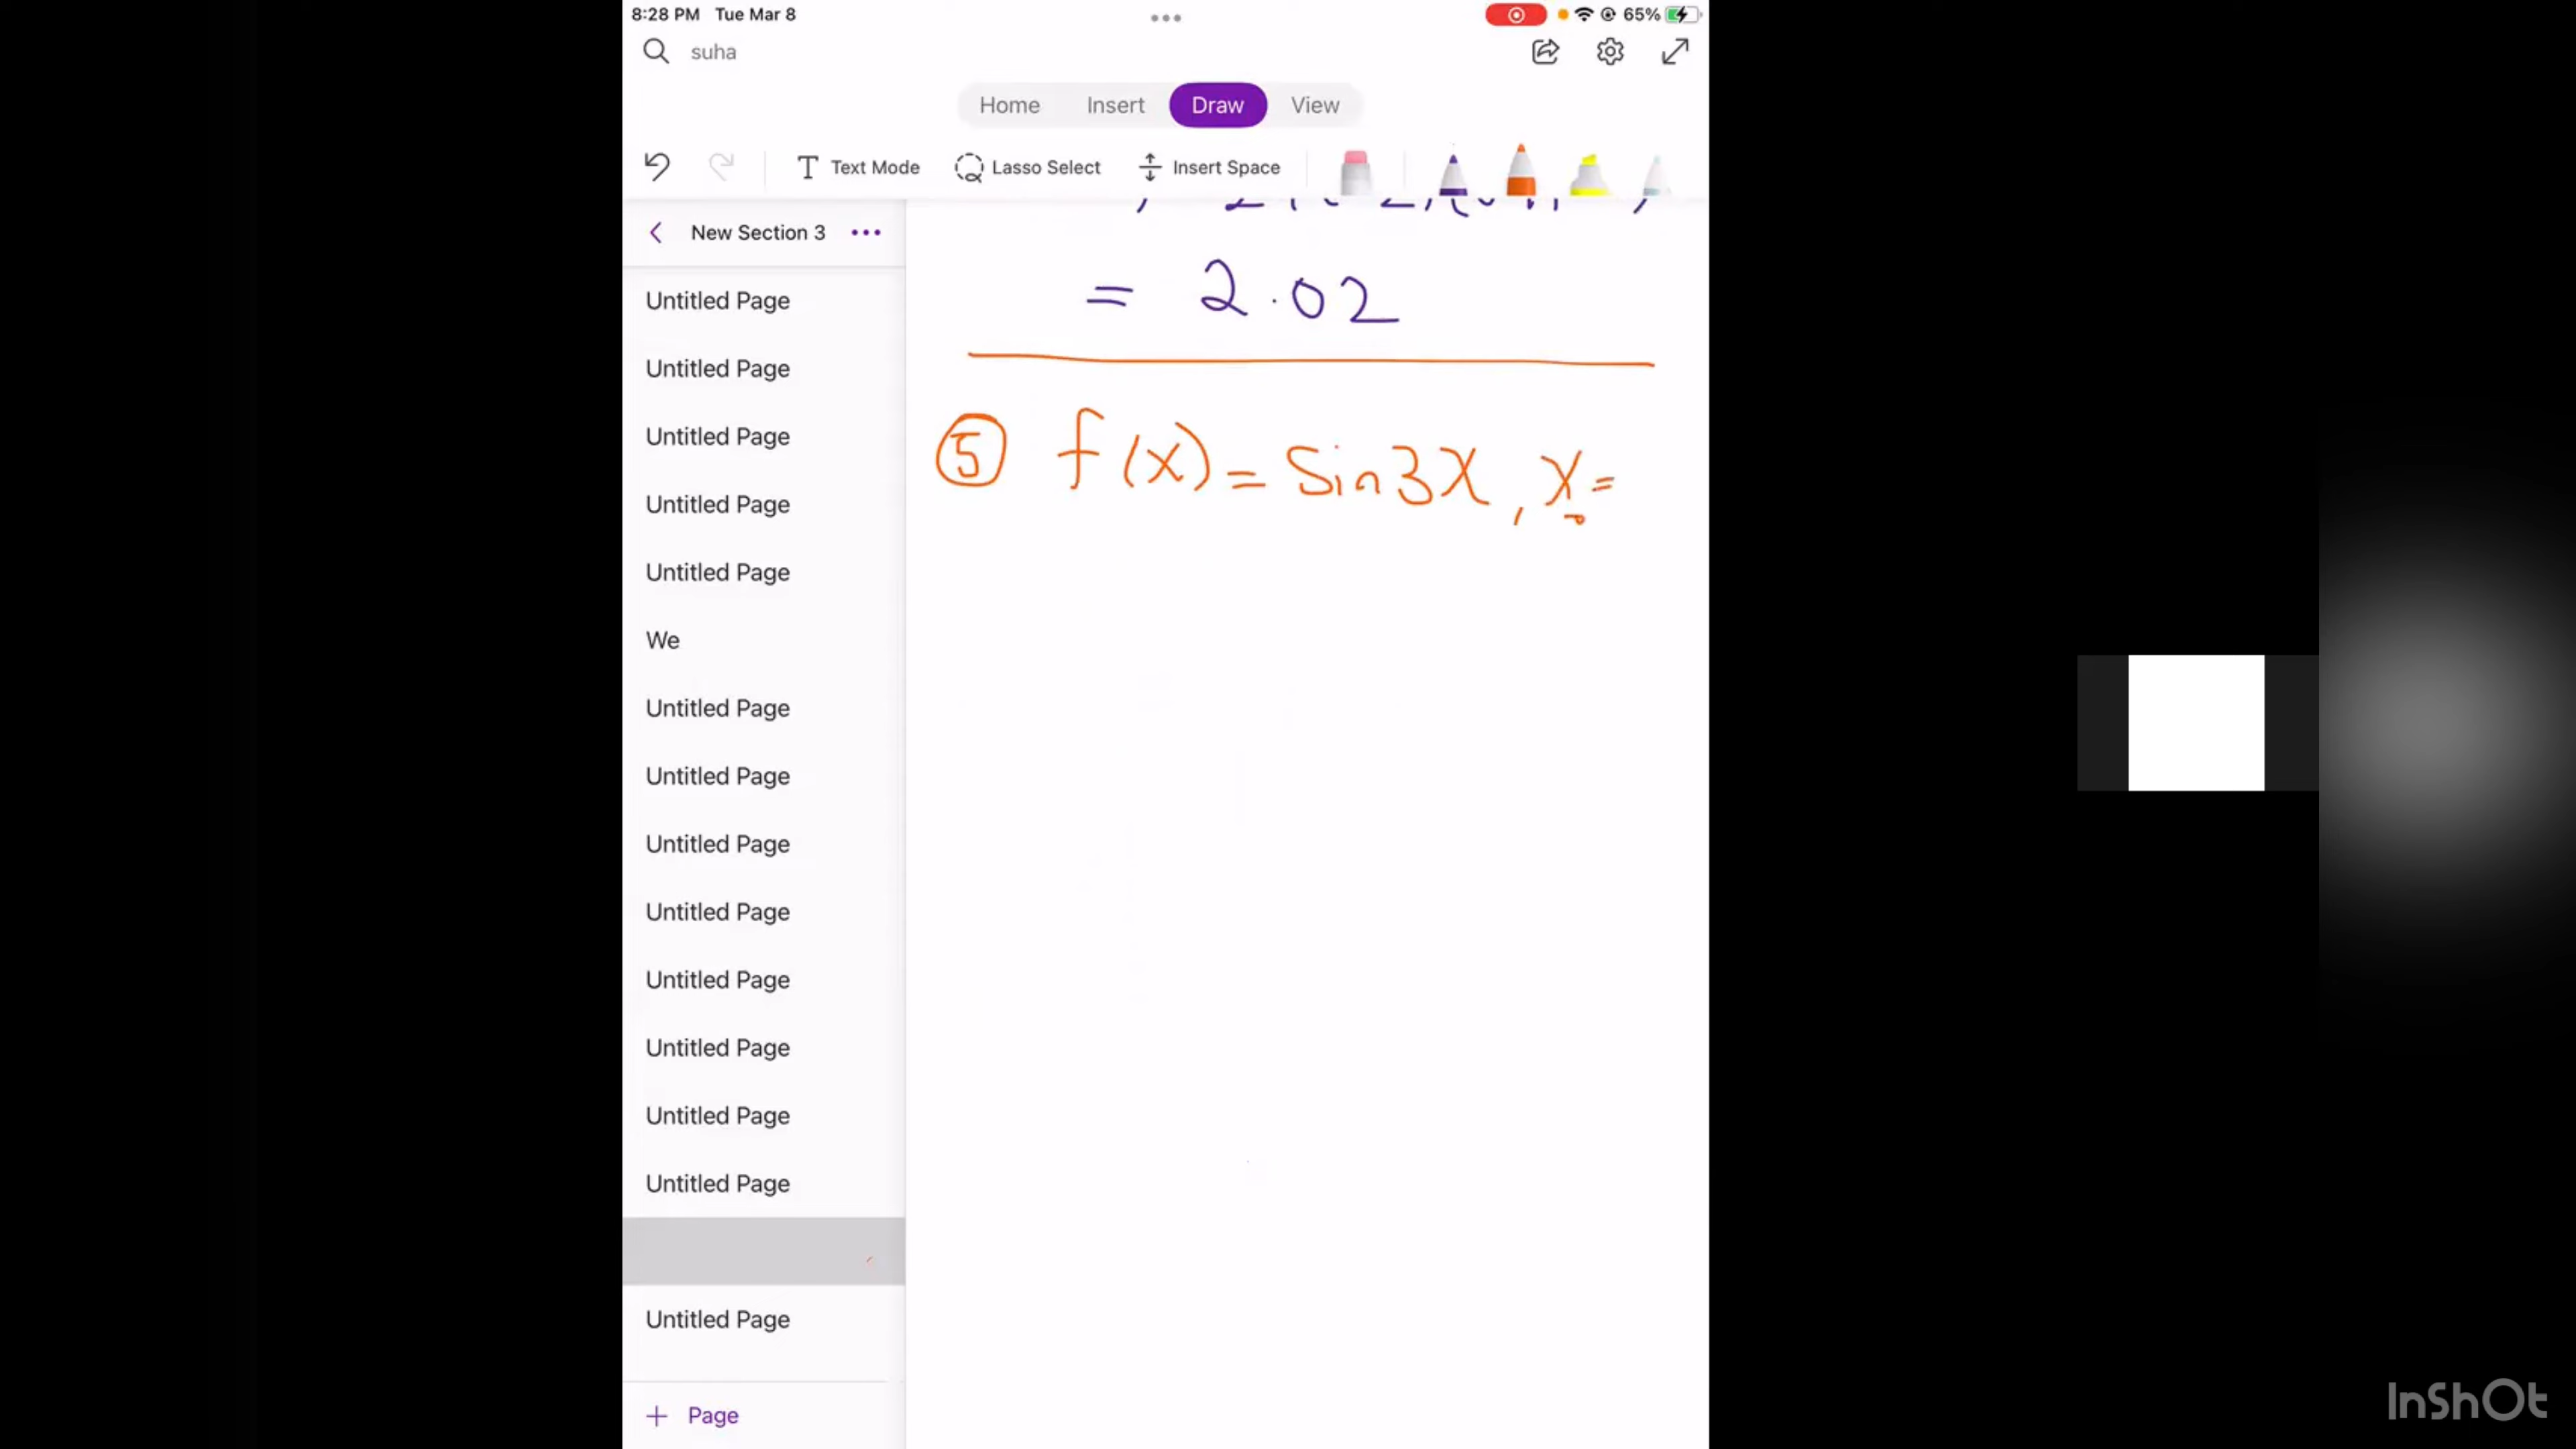 8:28 PM Tue Mar 8
65%
suha
Home Insert Draw View
Text Mode Lasso Select Insert Space
New Section 3
= 2.02
Untitled Page
Untitled Page
Untitled Page
⑤ f(x) = Sin3x, x₀ =
Untitled Page
Untitled Page
We
Untitled Page
Untitled Page
Untitled Page
Untitled Page
Untitled Page
Untitled Page
Untitled Page
Untitled Page
Untitled Page
+ Page
InShOt